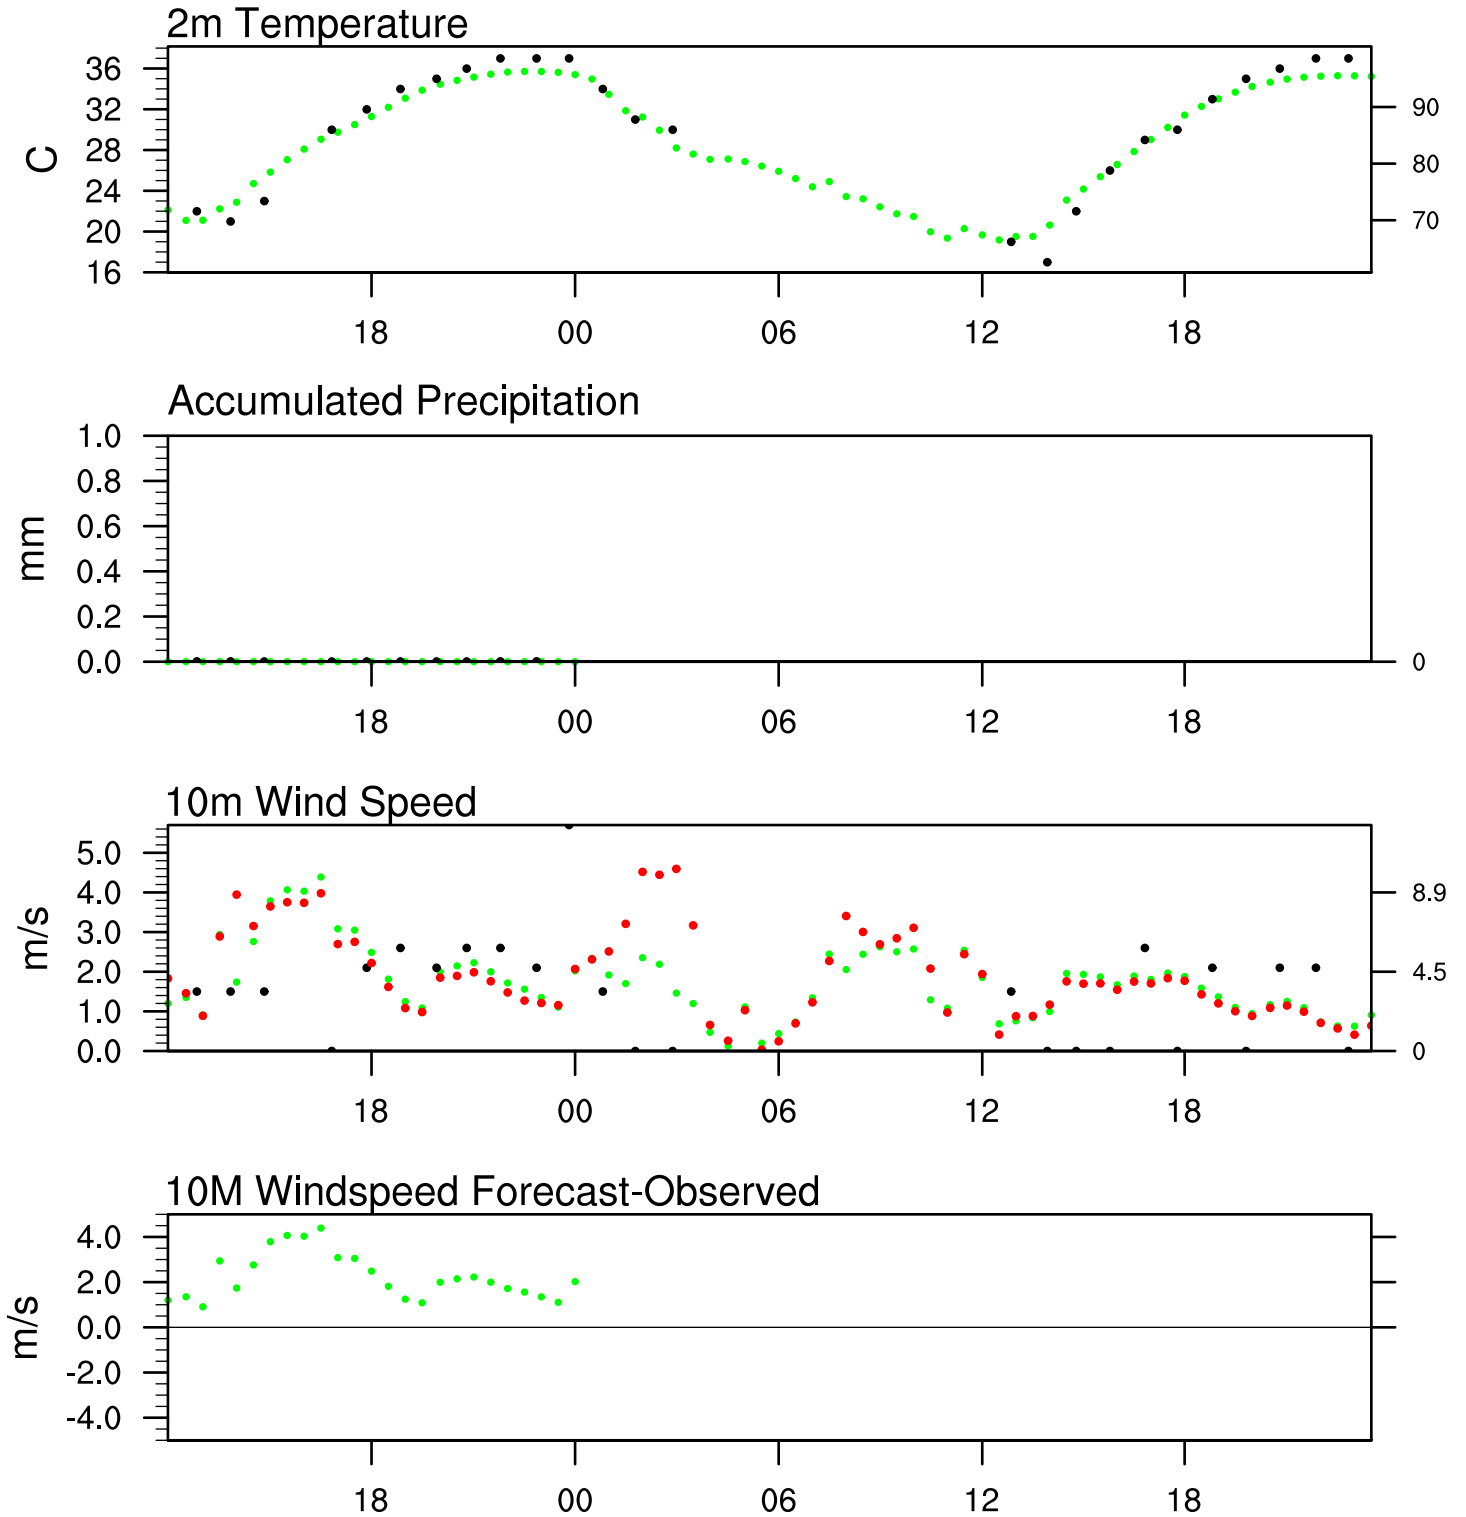 2m Temperature
36
32
28
24
20
16
C
90
80
70
18 00 06 12 18
Accumulated Precipitation
1.0
0.8
0.6
0.4
0.2
0.0
mm
0
18 00 06 12 18
10m Wind Speed
5.0
4.0
3.0
2.0
1.0
0.0
m/s
8.9
4.5
0
18 00 06 12 18
10M Windspeed Forecast-Observed
4.0
2.0
0.0
-2.0
-4.0
m/s
18 00 06 12 18